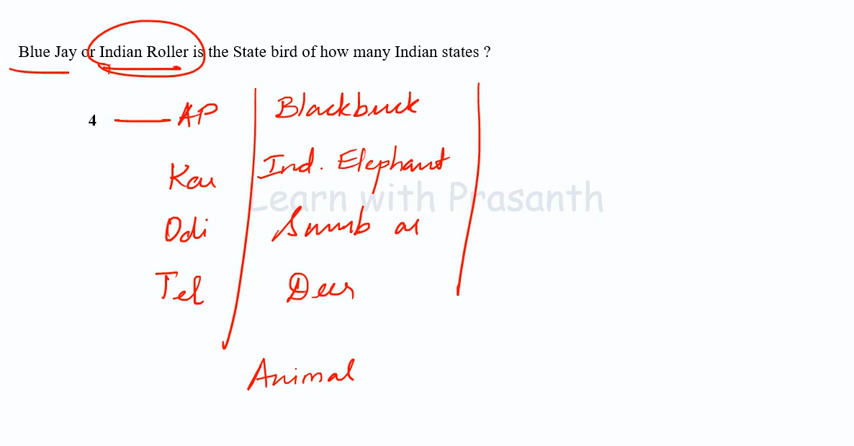 Blue Jay or Indian Roller is the State bird of how many Indian states ?
4 — AP Blackbuck
Kar Ind. Elephant
Learn with Prasanth
Odi Sambar
Tel Deer
Animal